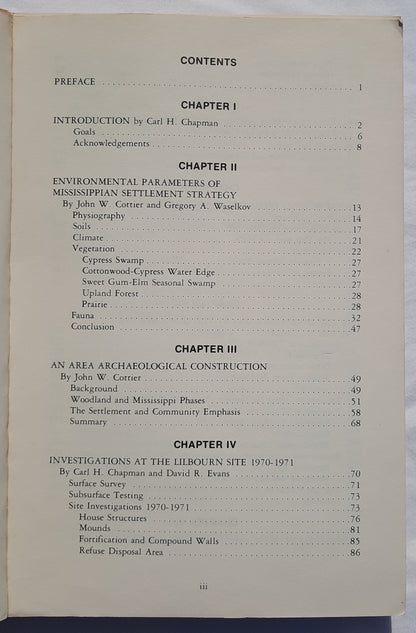 CONTENTS
PREFACE . . . . . . . . . . . . . . . . . . . . . . . . . . . . . . 1
CHAPTER I
INTRODUCTION by Carl H. Chapman . . . . . . . . . . . . . . . . 2
Goals . . . . . . . . . . . . . . . . . . . . . . . . . . . . . . 6
Acknowledgements . . . . . . . . . . . . . . . . . . . . . . . . 8
CHAPTER II
ENVIRONMENTAL PARAMETERS OF
MISSISSIPPIAN SETTLEMENT STRATEGY
By John W. Cottier and Gregory A. Waselkov . . . . . . . . . . . 13
Physiography . . . . . . . . . . . . . . . . . . . . . . . . . . 14
Soils . . . . . . . . . . . . . . . . . . . . . . . . . . . . . . 17
Climate . . . . . . . . . . . . . . . . . . . . . . . . . . . . . 21
Vegetation . . . . . . . . . . . . . . . . . . . . . . . . . . . 22
Cypress Swamp . . . . . . . . . . . . . . . . . . . . . . . . . . 27
Cottonwood-Cypress Water Edge . . . . . . . . . . . . . . . . . . 27
Sweet Gum-Elm Seasonal Swamp . . . . . . . . . . . . . . . . . . 27
Upland Forest . . . . . . . . . . . . . . . . . . . . . . . . . . 28
Prairie . . . . . . . . . . . . . . . . . . . . . . . . . . . . . 28
Fauna . . . . . . . . . . . . . . . . . . . . . . . . . . . . . . 32
Conclusion . . . . . . . . . . . . . . . . . . . . . . . . . . . 47
CHAPTER III
AN AREA ARCHAEOLOGICAL CONSTRUCTION
By John W. Cottier . . . . . . . . . . . . . . . . . . . . . . . 49
Background . . . . . . . . . . . . . . . . . . . . . . . . . . . 49
Woodland and Mississippi Phases . . . . . . . . . . . . . . . . . 51
The Settlement and Community Emphasis . . . . . . . . . . . . . . 58
Summary . . . . . . . . . . . . . . . . . . . . . . . . . . . . . 68
CHAPTER IV
INVESTIGATIONS AT THE LILBOURN SITE 1970-1971
By Carl H. Chapman and David R. Evans . . . . . . . . . . . . . . 70
Surface Survey . . . . . . . . . . . . . . . . . . . . . . . . . 71
Subsurface Testing . . . . . . . . . . . . . . . . . . . . . . . 73
Site Investigations 1970-1971 . . . . . . . . . . . . . . . . . . 73
House Structures . . . . . . . . . . . . . . . . . . . . . . . . 76
Mounds . . . . . . . . . . . . . . . . . . . . . . . . . . . . . 81
Fortification and Compound Walls . . . . . . . . . . . . . . . . 85
Refuse Disposal Area . . . . . . . . . . . . . . . . . . . . . . 86
iii